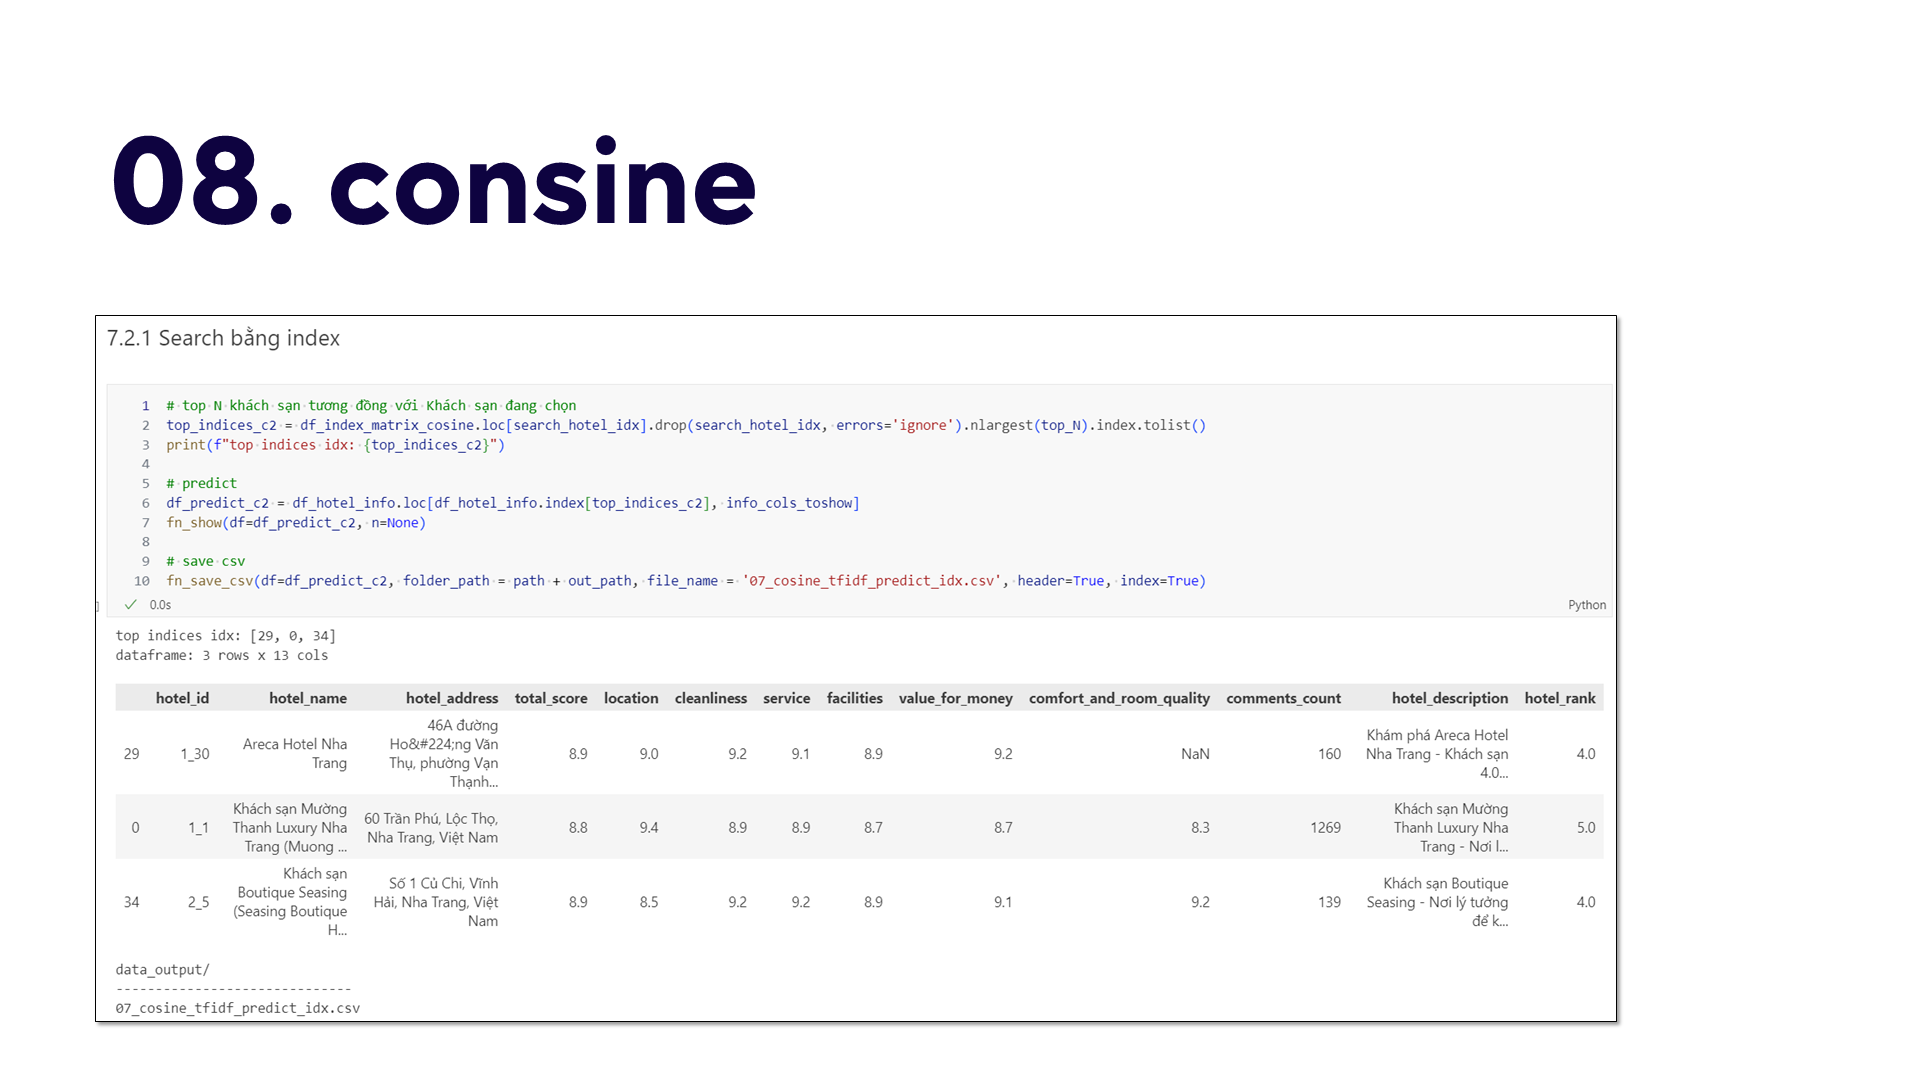 08. consine
7.2.1 Search bằng index
1 # top N khách sạn tương đồng với Khách sạn đang chọn
2 top_indices_c2 = df_index_matrix_cosine.loc[search_hotel_idx].drop(search_hotel_idx, errors='ignore').nlargest(top_N).index.tolist()
3 print(f"top indices idx: {top_indices_c2}")
4
5 # predict
6 df_predict_c2 = df_hotel_info.loc[df_hotel_info.index[top_indices_c2], info_cols_toshow]
7 fn_show(df=df_predict_c2, n=None)
8
9 # save csv
10 fn_save_csv(df=df_predict_c2, folder_path = path + out_path, file_name = '07_cosine_tfidf_predict_idx.csv', header=True, index=True)
0.0s
Python
top indices idx: [29, 0, 34]
dataframe: 3 rows x 13 cols
hotel_id hotel_name hotel_address total_score location cleanliness service facilities value_for_money comfort_and_room_quality comments_count hotel_description hotel_rank
29 1_30 Areca Hotel Nha Trang 46A đường Ho&#224;ng Văn Thụ, phường Vạn Thạnh... 8.9 9.0 9.2 9.1 8.9 9.2 NaN 160 Khám phá Areca Hotel Nha Trang - Khách sạn 4.0... 4.0
0 1_1 Khách sạn Mường Thanh Luxury Nha Trang (Muong ... 60 Trần Phú, Lộc Thọ, Nha Trang, Việt Nam 8.8 9.4 8.9 8.9 8.7 8.7 8.3 1269 Khách sạn Mường Thanh Luxury Nha Trang - Nơi l... 5.0
34 2_5 Khách sạn Boutique Seasing (Seasing Boutique H... Số 1 Củ Chi, Vĩnh Hải, Nha Trang, Việt Nam 8.9 8.5 9.2 9.2 8.9 9.1 9.2 139 Khách sạn Boutique Seasing - Nơi lý tưởng để k... 4.0
data_output/
------------------------------
07_cosine_tfidf_predict_idx.csv